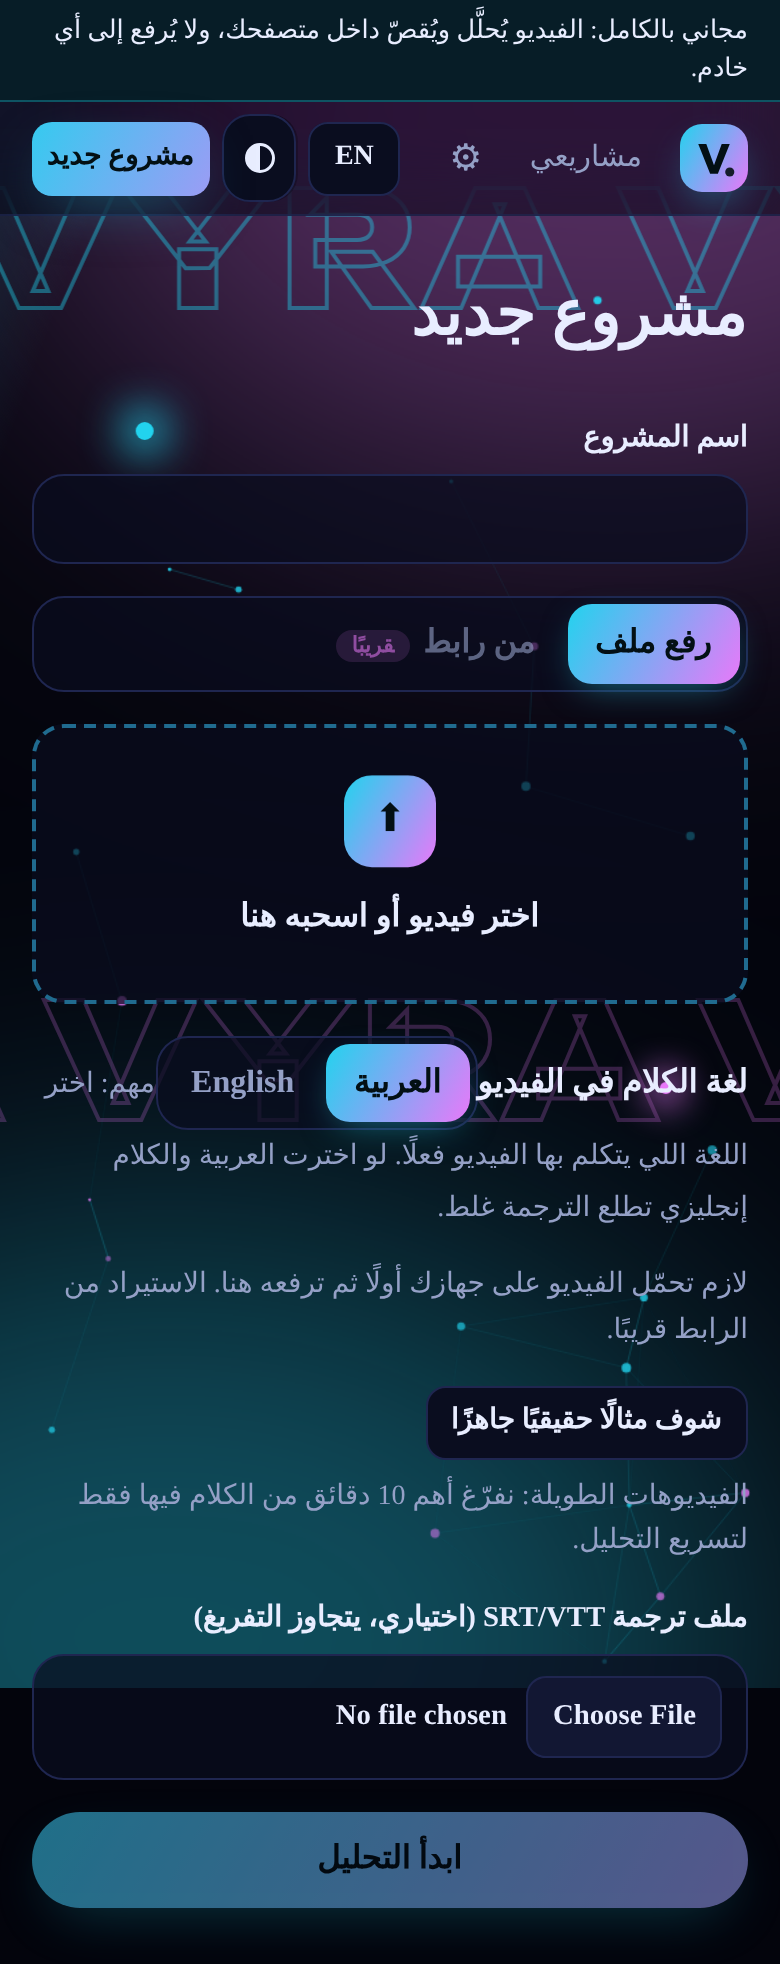 مجاني بالكامل: الفيديو يُحلَّل ويُقصّ داخل متصفحك، ولا يُرفع إلى أي
خادم.
V.
مشاريعي
⚙
EN
◐
مشروع جديد
VYRAV
مشروع جديد
اسم المشروع
رفع ملف
من رابط
قريبًا
⬆
اختر فيديو أو اسحبه هنا
VYRAV
لغة الكلام في الفيديو العربية English مهم: اختر
اللغة اللي يتكلم بها الفيديو فعلًا. لو اخترت العربية والكلام
إنجليزي تطلع الترجمة غلط.
لازم تحمّل الفيديو على جهازك أولًا ثم ترفعه هنا. الاستيراد من
الرابط قريبًا.
شوف مثالًا حقيقيًا جاهزًا
الفيديوهات الطويلة: نفرّغ أهم 10 دقائق من الكلام فيها فقط
لتسريع التحليل.
ملف ترجمة SRT/VTT (اختياري، يتجاوز التفريغ)
Choose File No file chosen
ابدأ التحليل